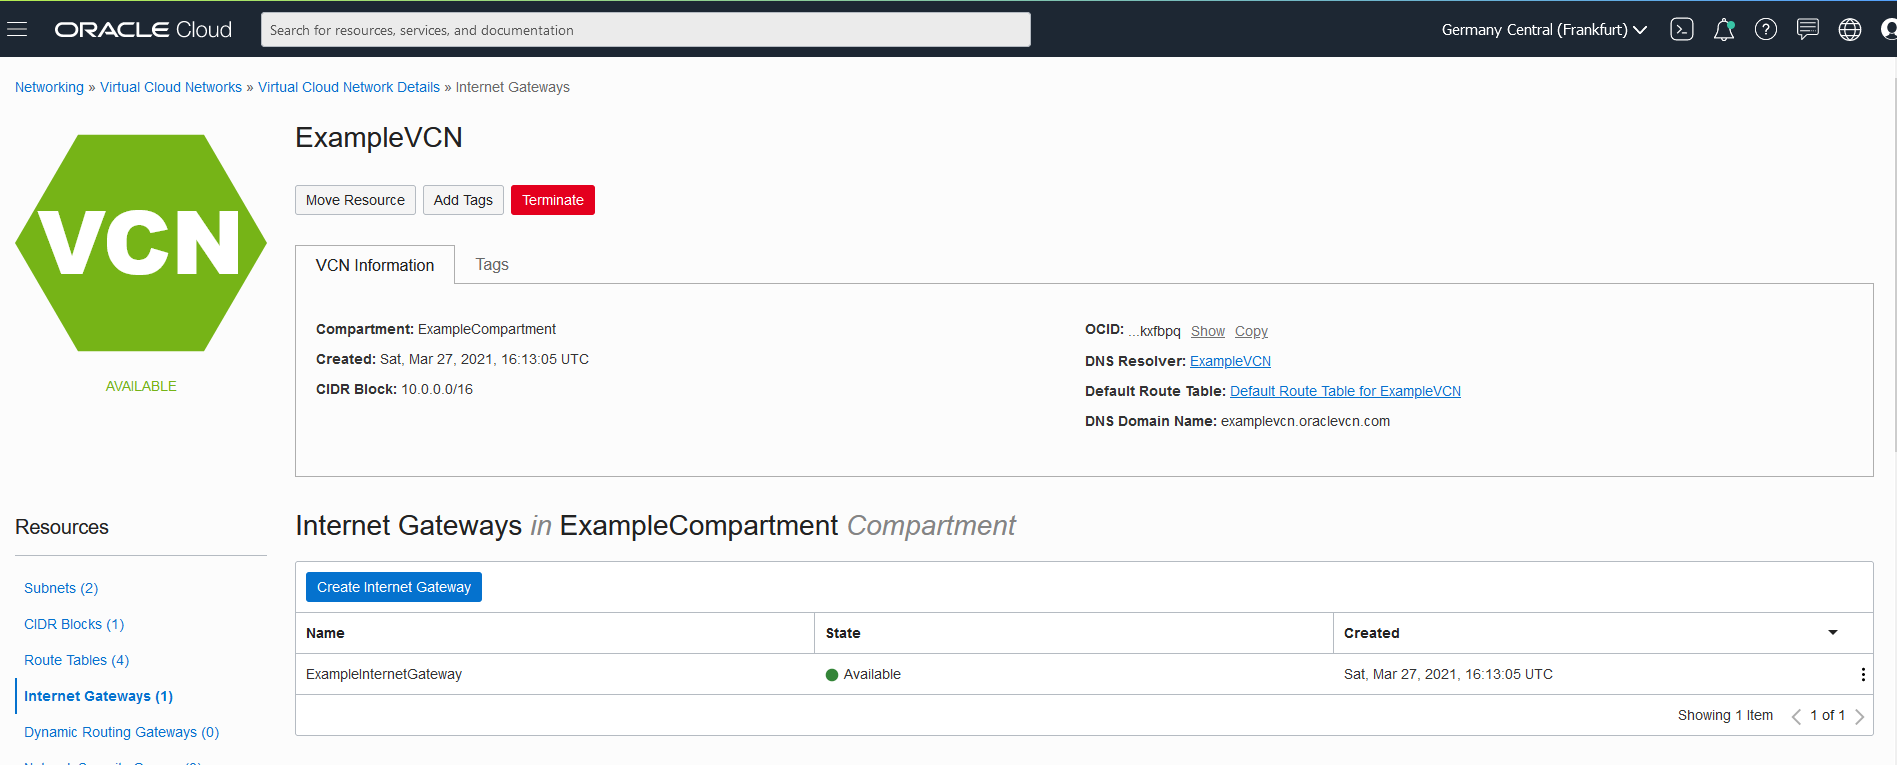 ORACLE Cloud
Search for resources, services, and documentation
Germany Central (Frankfurt)
Networking » Virtual Cloud Networks » Virtual Cloud Network Details » Internet Gateways
VCN
AVAILABLE
ExampleVCN
Move Resource
Add Tags
Terminate
VCN Information
Tags
Compartment: ExampleCompartment
Created: Sat, Mar 27, 2021, 16:13:05 UTC
CIDR Block: 10.0.0.0/16
OCID: ...kxfbpq Show Copy
DNS Resolver: ExampleVCN
Default Route Table: Default Route Table for ExampleVCN
DNS Domain Name: examplevcn.oraclevcn.com
Resources
Subnets (2)
CIDR Blocks (1)
Route Tables (4)
Internet Gateways (1)
Dynamic Routing Gateways (0)
Internet Gateways in ExampleCompartment Compartment
Create Internet Gateway
Name State Created
ExampleInternetGateway Available Sat, Mar 27, 2021, 16:13:05 UTC
Showing 1 Item 1 of 1